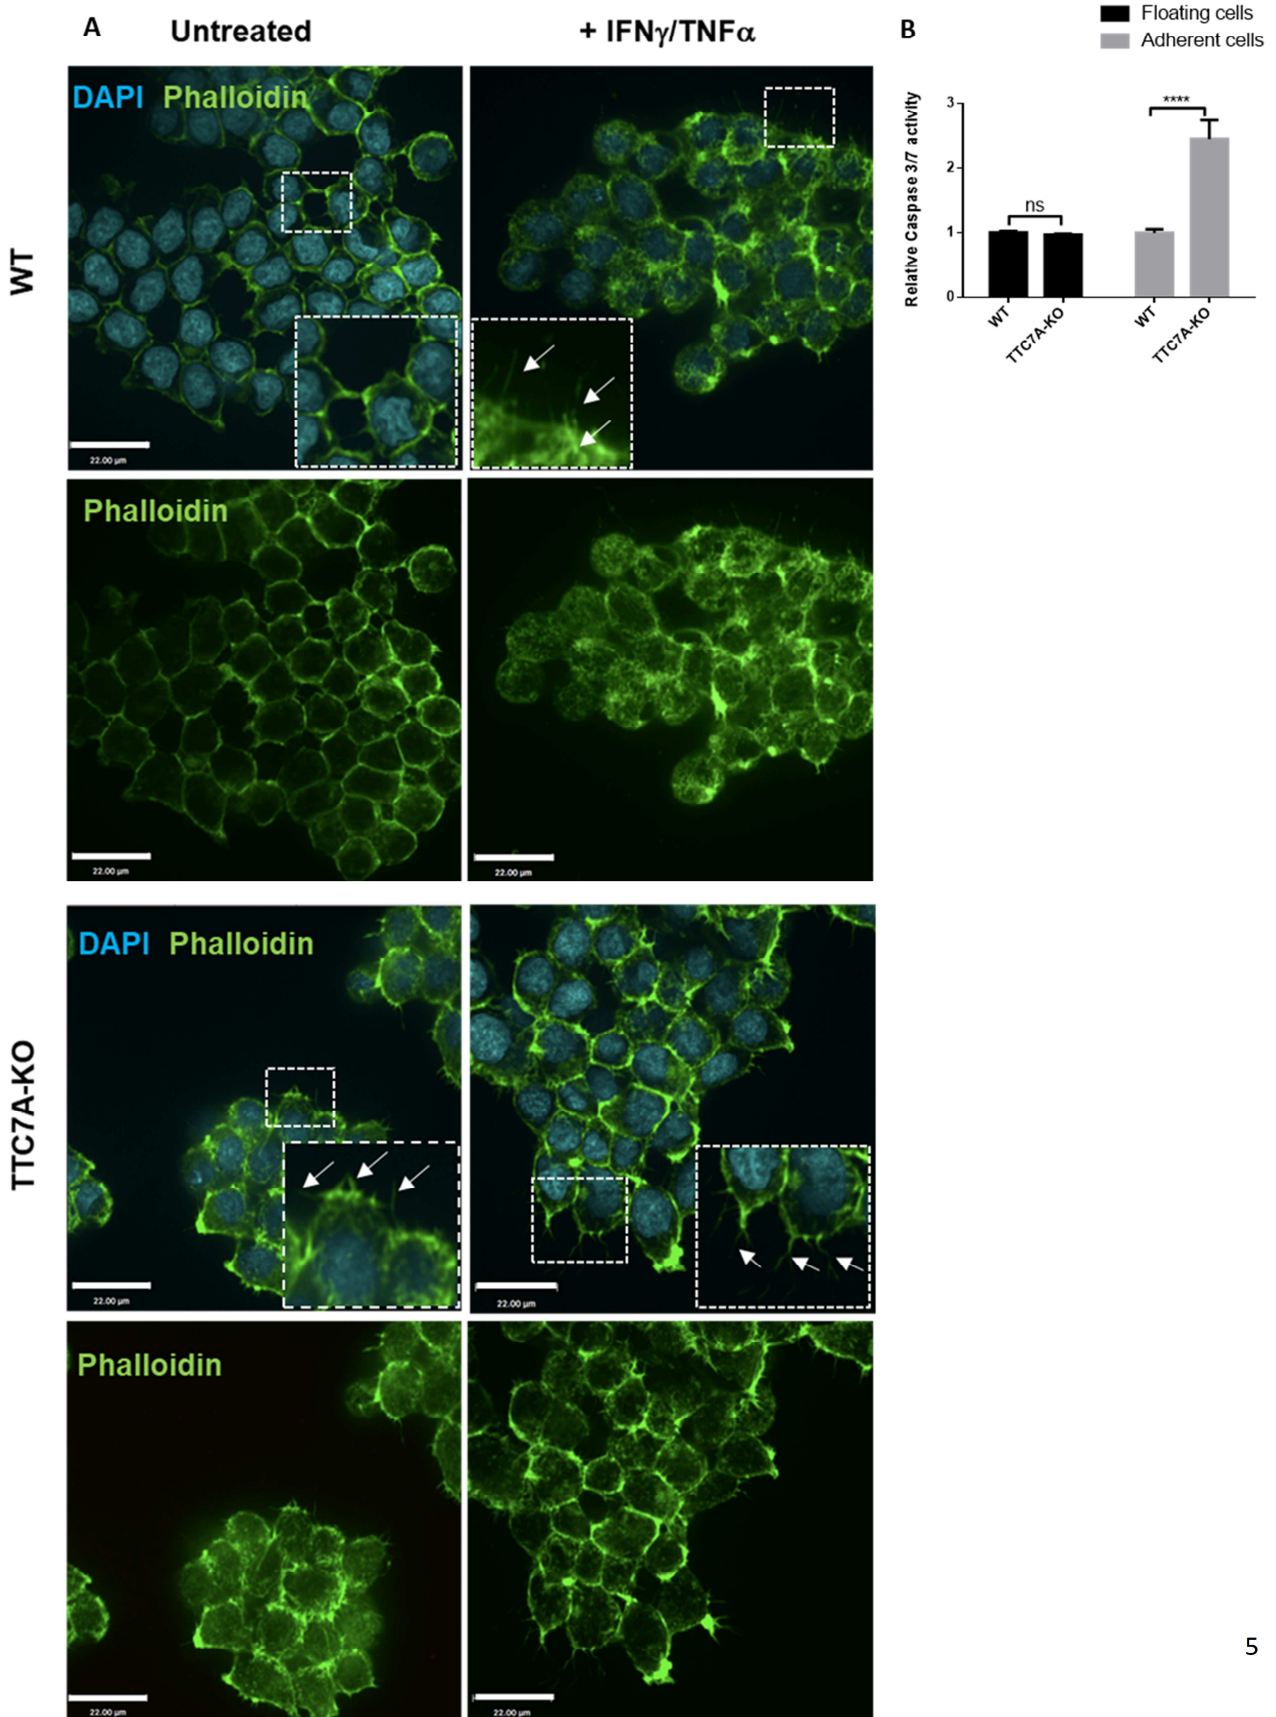 A
Untreated
+ IFNγ/TNFα
WT
DAPI Phalloidin
22.00 µm
Phalloidin
22.00 µm
22.00 µm
TTC7A-KO
DAPI Phalloidin
22.00 µm
22.00 µm
Phalloidin
22.00 µm
22.00 µm
B
Floating cells
Adherent cells
Relative Caspase 3/7 activity
3
2
1
0
ns
****
WT
TTC7A-KO
WT
TTC7A-KO
5